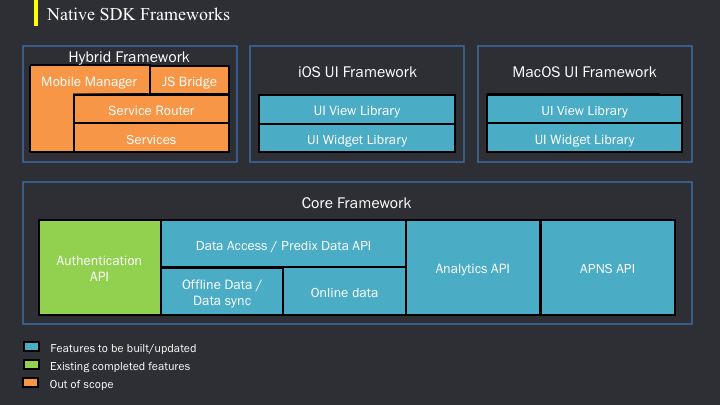 Native SDK Frameworks
Hybrid Framework
Mobile Manager
JS Bridge
Service Router
Services
iOS UI Framework
UI View Library
UI Widget Library
MacOS UI Framework
UI View Library
UI Widget Library
Core Framework
Authentication
API
Data Access / Predix Data API
Offline Data /
Data sync
Online data
Analytics API
APNS API
Features to be built/updated
Existing completed features
Out of scope